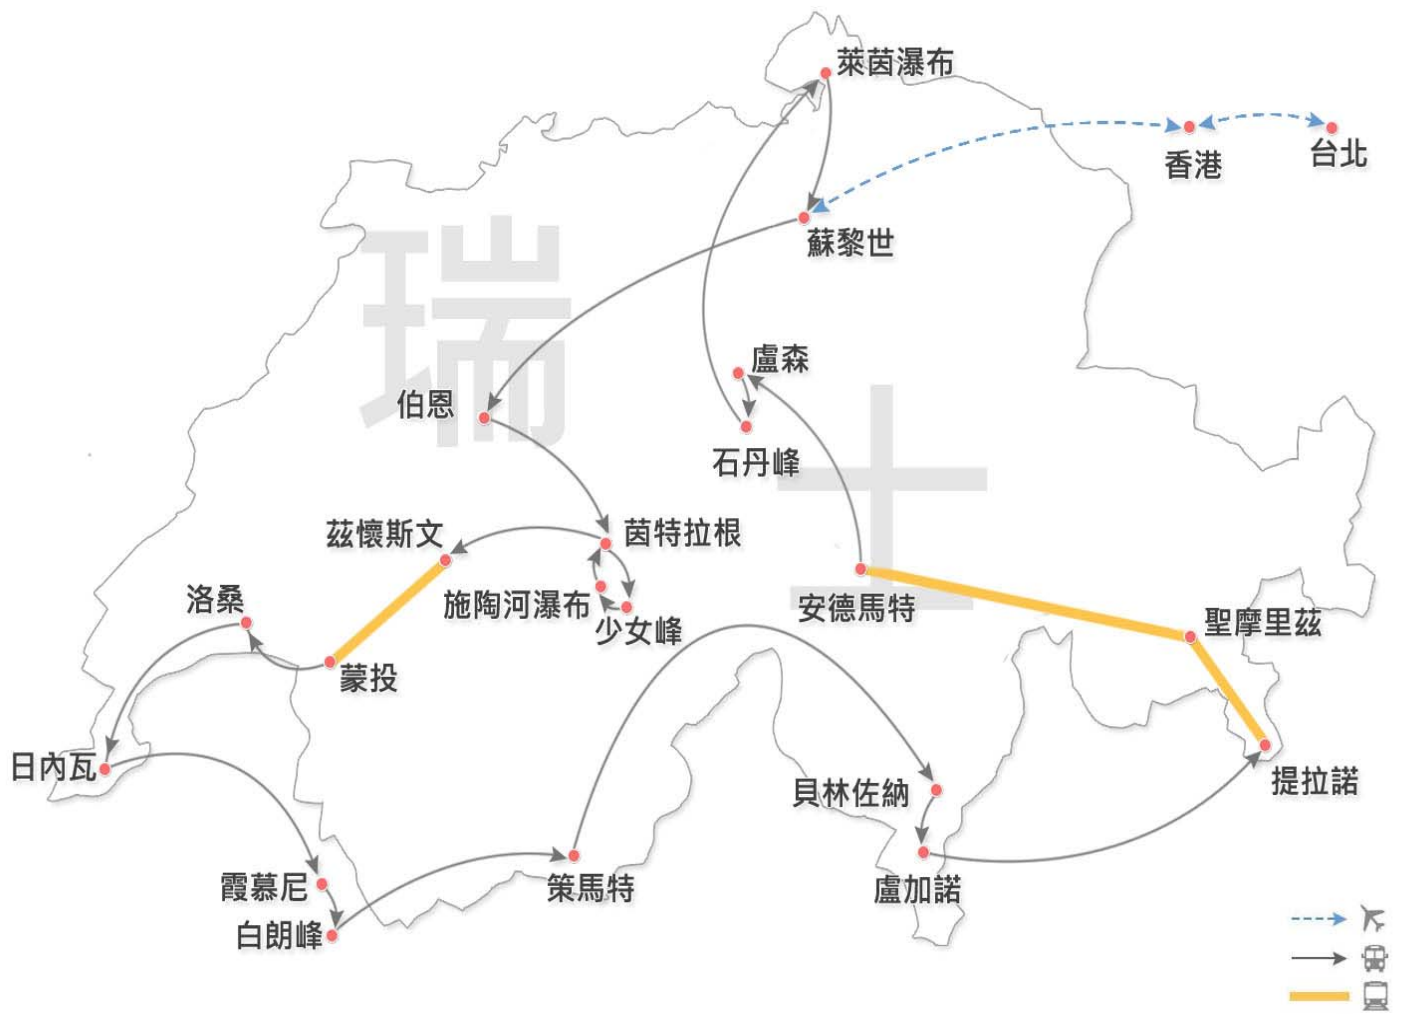 萊茵瀑布
香港
台北
蘇黎世
瑞士
盧森
伯恩
石丹峰
茲懷斯文
茵特拉根
洛桑
施陶河瀑布
安德馬特
聖摩里茲
少女峰
蒙投
日內瓦
提拉諾
貝林佐納
霞慕尼
策馬特
盧加諾
白朗峰